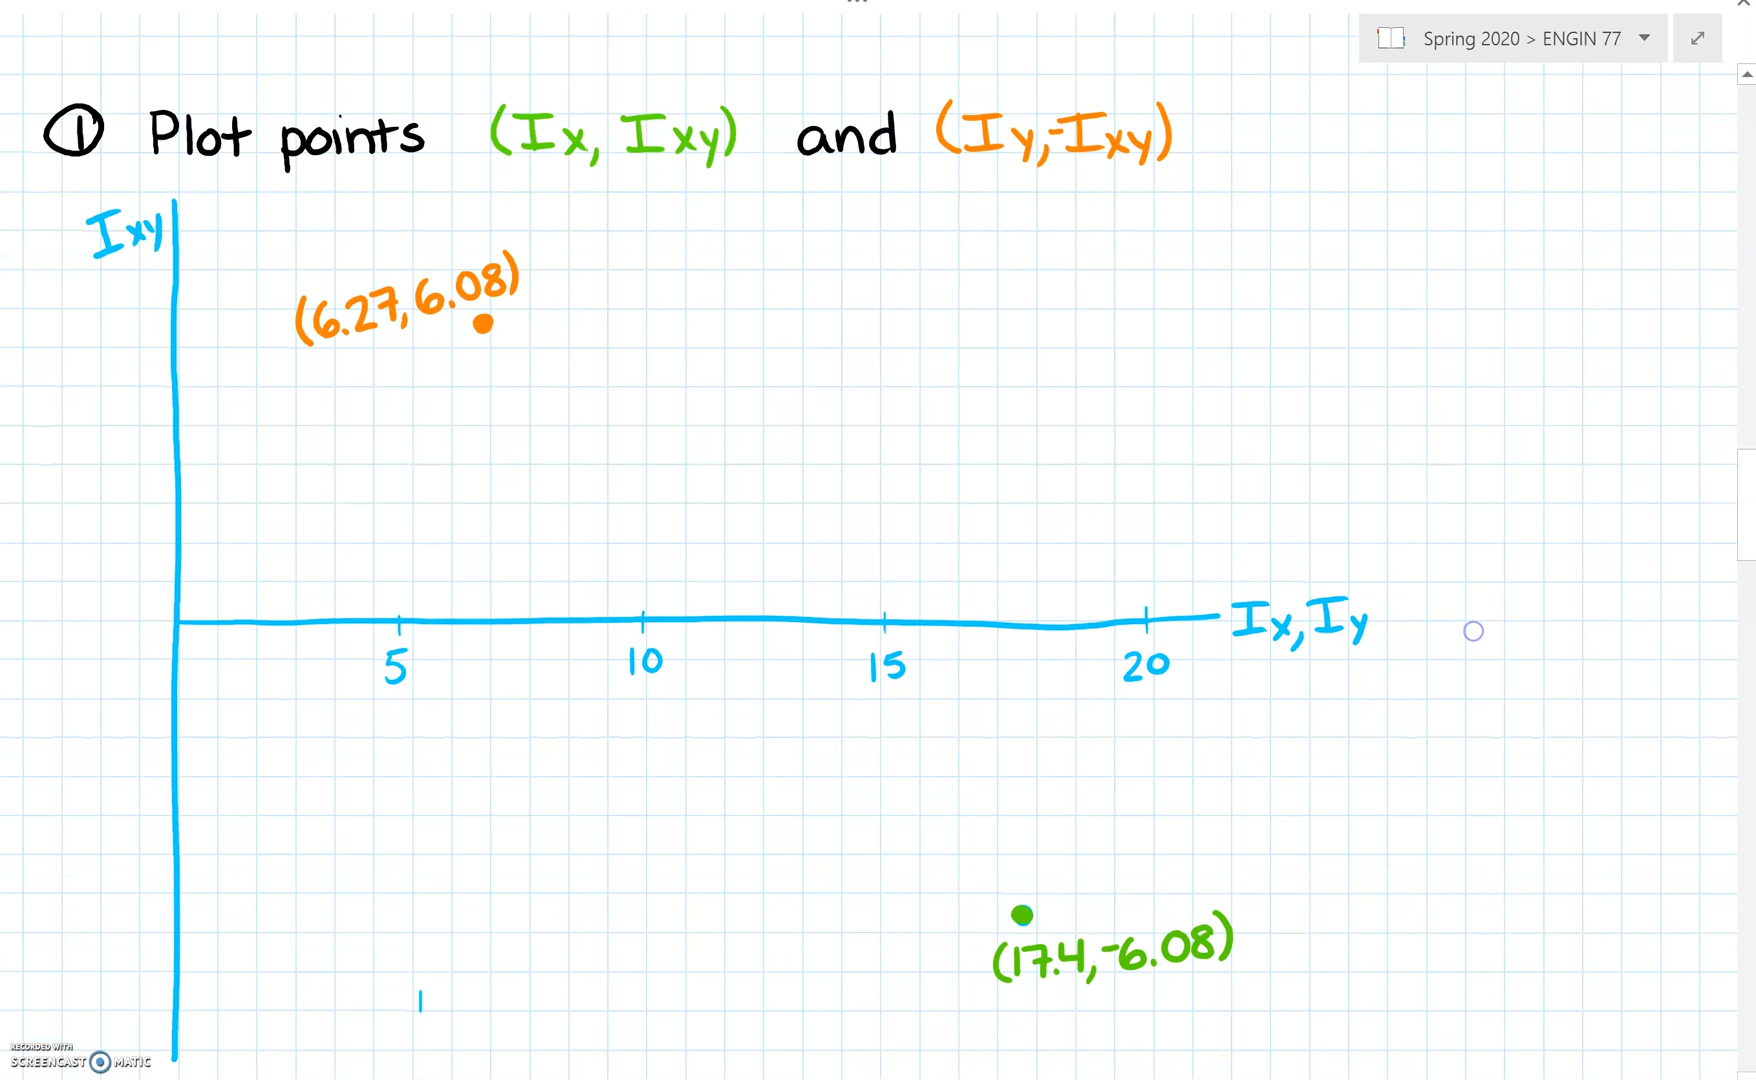 Spring 2020 > ENGIN 77
① Plot points (Ix, Ixy) and (Iy,-Ixy)
Ixy
(6.27,6.08)
Ix, Iy
5 10 15 20
(17.4,-6.08)
RECORDED WITH
SCREENCAST MATIC